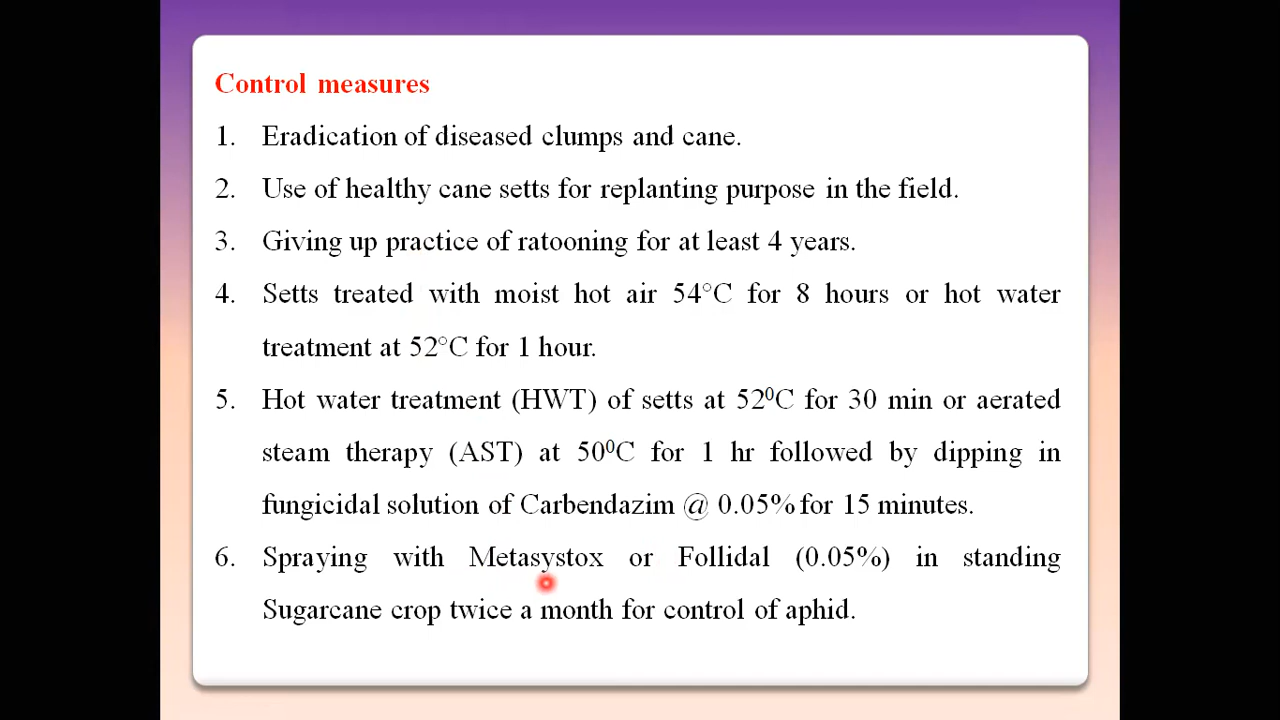 Control measures
1. Eradication of diseased clumps and cane.
2. Use of healthy cane setts for replanting purpose in the field.
3. Giving up practice of ratooning for at least 4 years.
4. Setts treated with moist hot air 54°C for 8 hours or hot water
treatment at 52°C for 1 hour.
5. Hot water treatment (HWT) of setts at 52⁰C for 30 min or aerated
steam therapy (AST) at 50⁰C for 1 hr followed by dipping in
fungicidal solution of Carbendazim @ 0.05% for 15 minutes.
6. Spraying with Metasystox or Follidal (0.05%) in standing
Sugarcane crop twice a month for control of aphid.